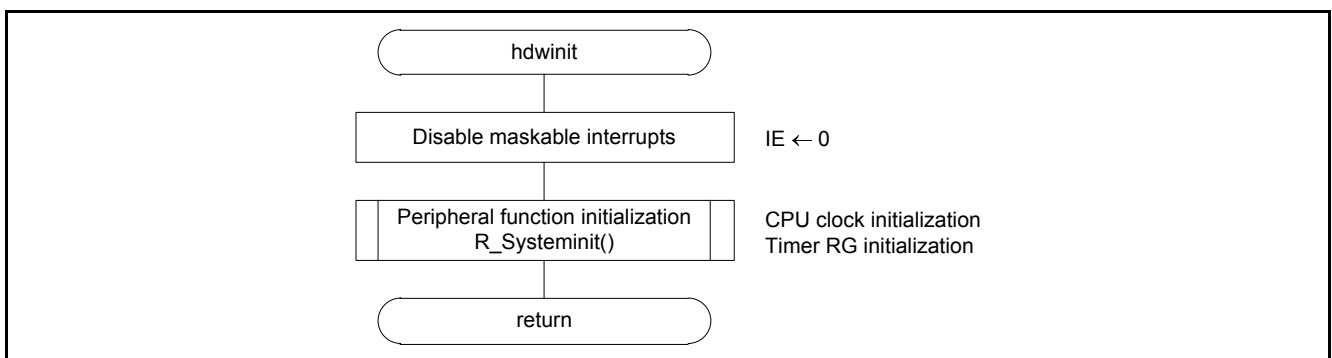 hdwinit
Disable maskable interrupts
IE ← 0
Peripheral function initialization
R_Systeminit()
CPU clock initialization
Timer RG initialization
return